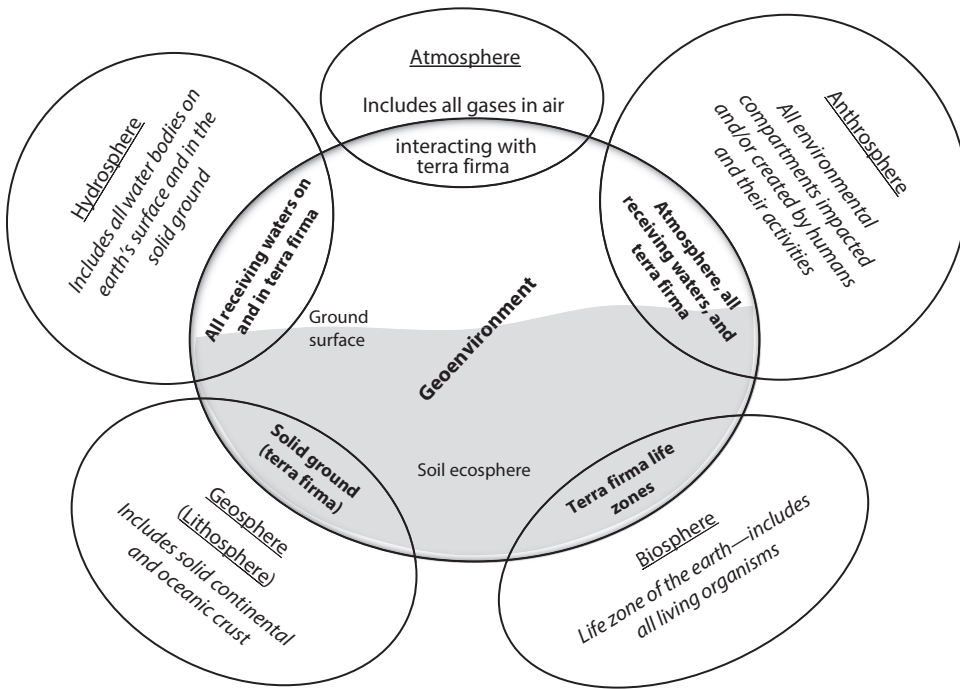 Atmosphere
Includes all gases in air
interacting with
terra firma
Hydrosphere
Includes all water bodies on
earth's surface and in the
solid ground
All receiving waters on
and in terra firma
Anthrosphere
All environmental
compartments impacted
and/or created by humans
and their activities
Atmosphere, all
receiving waters, and
terra firma
Ground
surface
Geoenvironment
Soil ecosphere
Solid ground
(terra firma)
Geosphere
(Lithosphere)
Includes solid continental
and oceanic crust
Terra firma life
zones
Biosphere
Life zone of the earth—includes
all living organisms